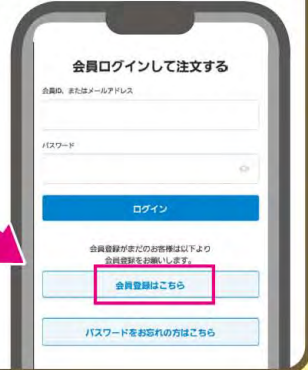 会員ログインして注文する
会員ID、またはメールアドレス
パスワード
ログイン
会員登録がまだのお客様は以下より
会員登録をお願いします。
会員登録はこちら
パスワードをお忘れの方はこちら